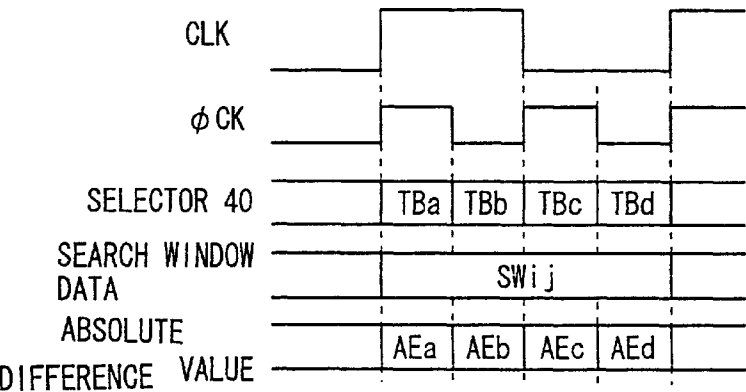 CLK
φCK
SELECTOR 40 TBa TBb TBc TBd
SEARCH WINDOW
DATA SWij
ABSOLUTE
DIFFERENCE VALUE AEa AEb AEc AEd